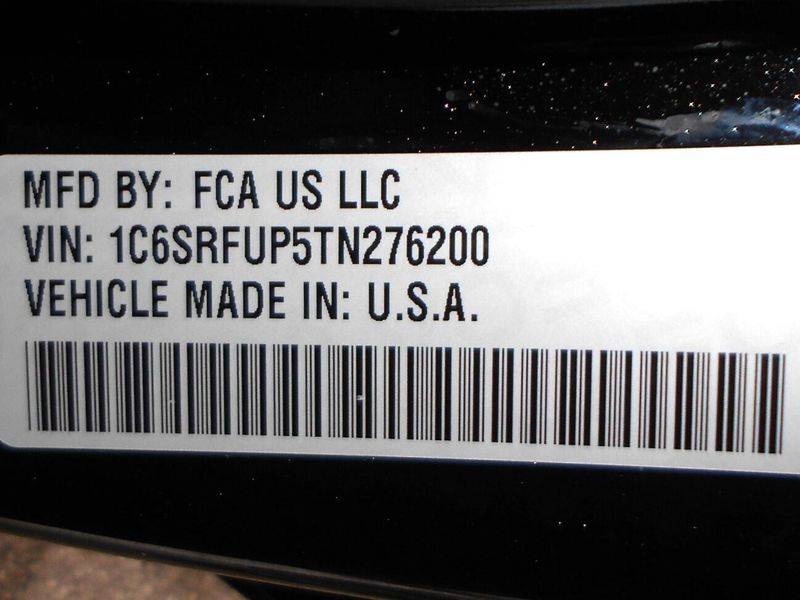 MFD BY: FCA US LLC
VIN: 1C6SRFUP5TN276200
VEHICLE MADE IN: U.S.A.